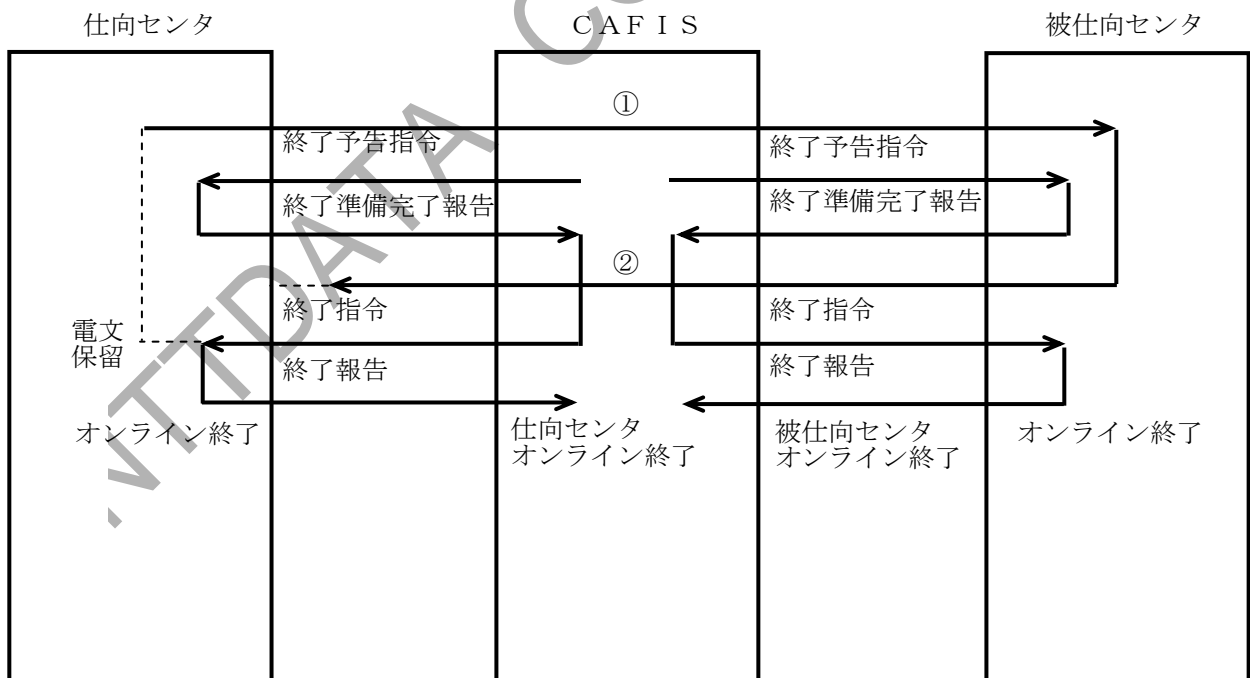 仕向センタ
ＣＡＦＩＳ
被仕向センタ
①
終了予告指令
終了予告指令
終了準備完了報告
終了準備完了報告
②
終了指令
終了指令
電文
保留
終了報告
終了報告
オンライン終了
仕向センタ
オンライン終了
被仕向センタ
オンライン終了
オンライン終了
NTTDATA CO